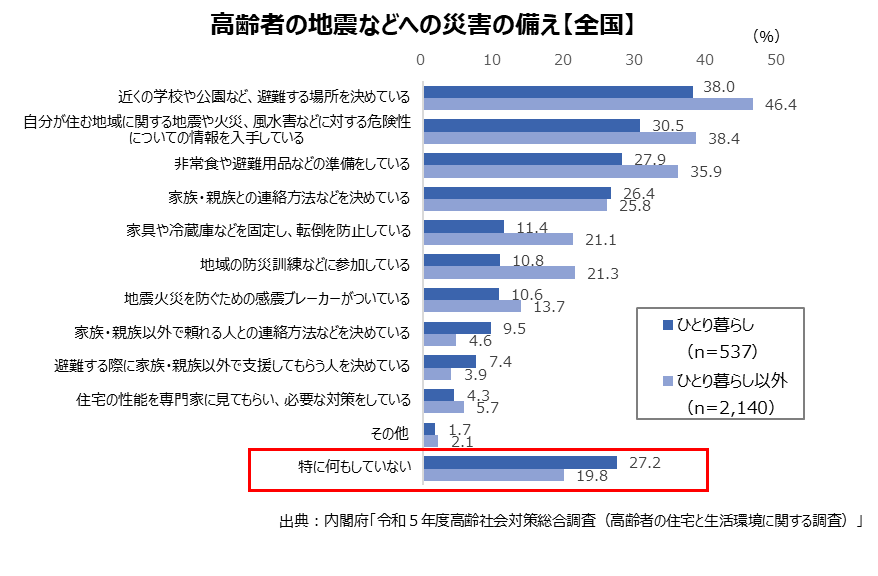 高齢者の地震などへの災害の備え【全国】
（%）
0 10 20 30 40 50
近くの学校や公園など、避難する場所を決めている
38.0
46.4
自分が住む地域に関する地震や火災、風水害などに対する危険性
についての情報を入手している
30.5
38.4
非常食や避難用品などの準備をしている
27.9
35.9
家族・親族との連絡方法などを決めている
26.4
25.8
家具や冷蔵庫などを固定し、転倒を防止している
11.4
21.1
地域の防災訓練などに参加している
10.8
21.3
地震火災を防ぐための感震ブレーカーがついている
10.6
13.7
家族・親族以外で頼れる人との連絡方法などを決めている
9.5
4.6
避難する際に家族・親族以外で支援してもらう人を決めている
7.4
3.9
住宅の性能を専門家に見てもらい、必要な対策をしている
4.3
5.7
その他
1.7
2.1
特に何もしていない
27.2
19.8
ひとり暮らし
（n=537）
ひとり暮らし以外
（n=2,140）
出典：内閣府「令和５年度高齢社会対策総合調査（高齢者の住宅と生活環境に関する調査）」